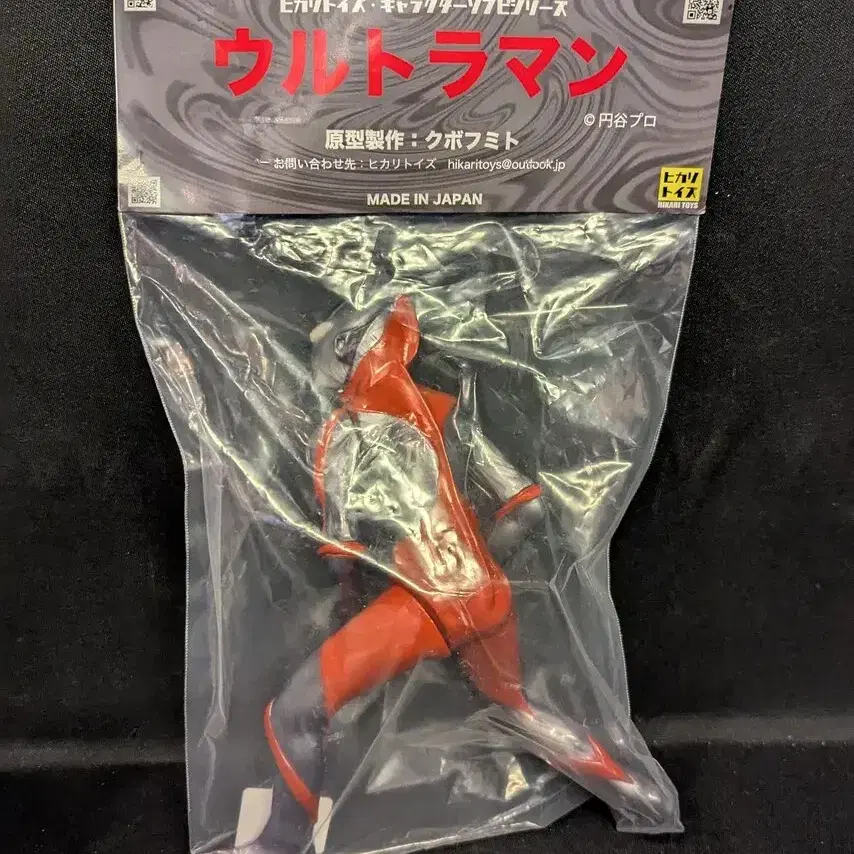 ヒカリトイズ・キャラクターソフビシリーズ
ウルトラマン
© 円谷プロ
原型製作：クボフミト
お問い合わせ先：ヒカリトイズ hikaritoys@outlook.jp
MADE IN JAPAN
ヒカリ
トイズ
HIKARI TOYS